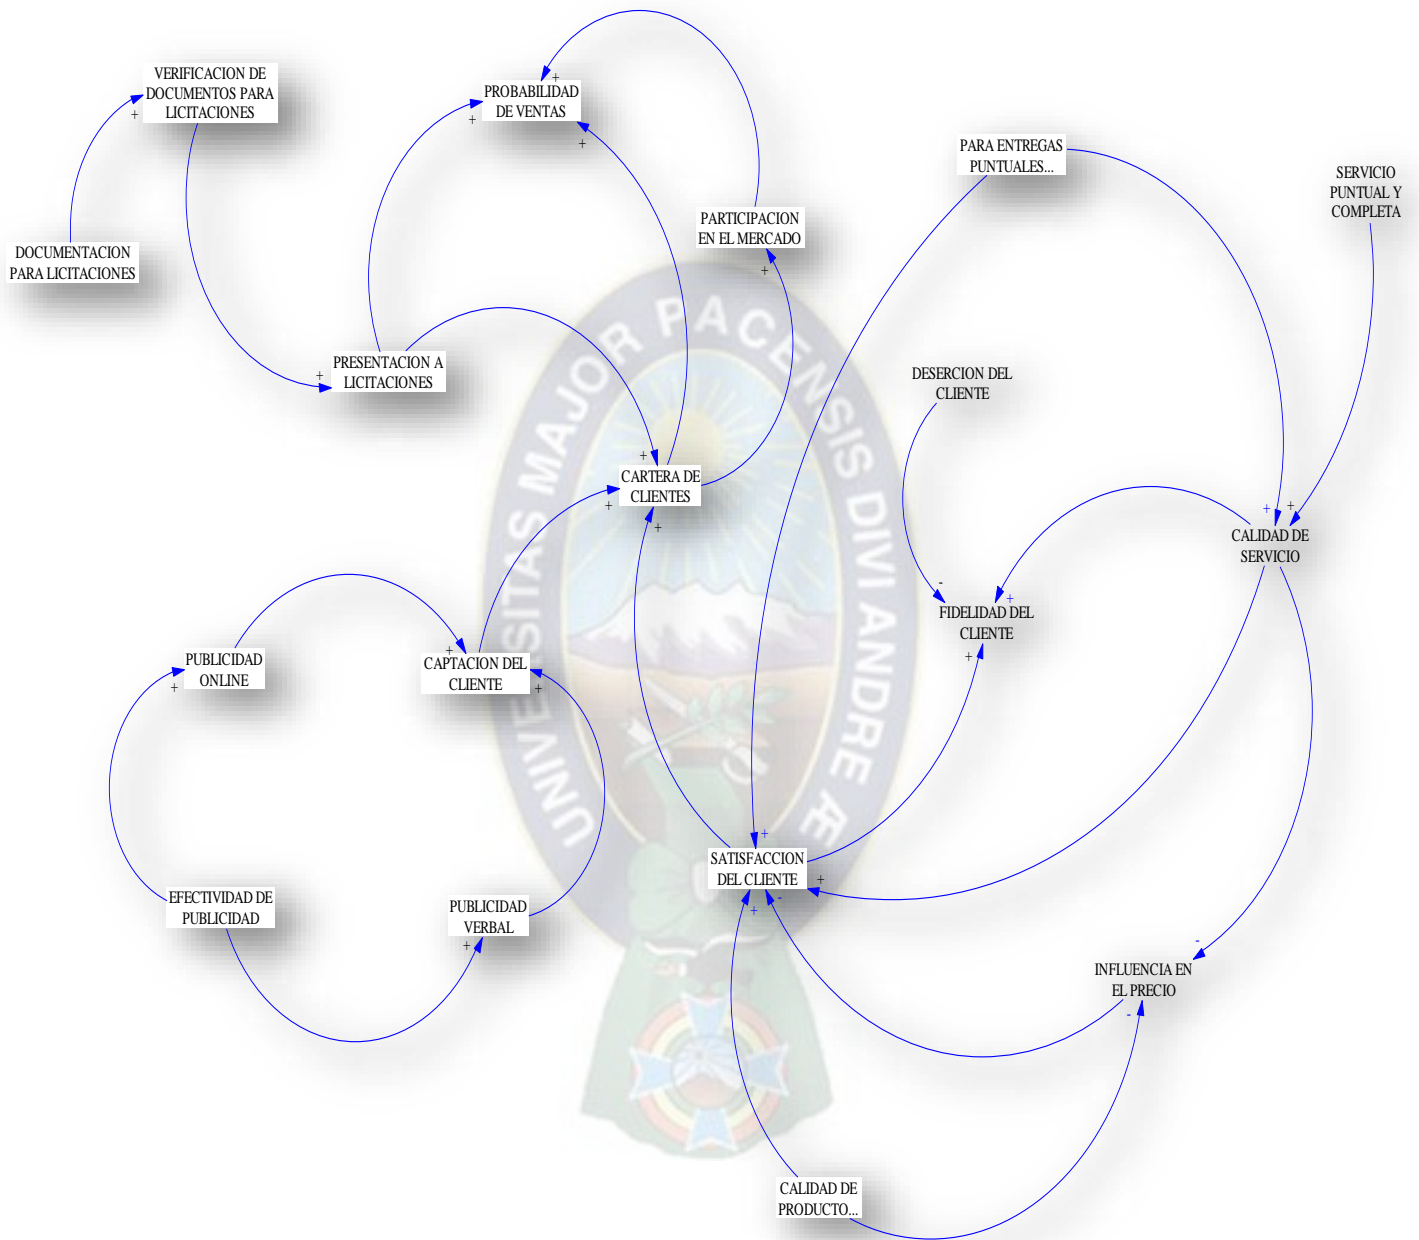 VERIFICACION DE
DOCUMENTOS PARA
LICITACIONES
+
PROBABILIDAD
DE VENTAS
+
+
+
PARA ENTREGAS
PUNTUALES...
SERVICIO
PUNTUAL Y
COMPLETA
DOCUMENTACION
PARA LICITACIONES
PARTICIPACION
EN EL MERCADO
+
PRESENTACION A
LICITACIONES
+
DESERCION DEL
CLIENTE
UNIVERSITAS MAJOR PACENSIS DIVI ANDRE Æ
+
CARTERA DE
CLIENTES
+
+
+
+
CALIDAD DE
SERVICIO
-
+
FIDELIDAD DEL
CLIENTE
+
PUBLICIDAD
ONLINE
+
+
CAPTACION DEL
CLIENTE
+
+
SATISFACCION
DEL CLIENTE
+
-
+
EFECTIVIDAD DE
PUBLICIDAD
PUBLICIDAD
VERBAL
+
-
INFLUENCIA EN
EL PRECIO
-
CALIDAD DE
PRODUCTO...